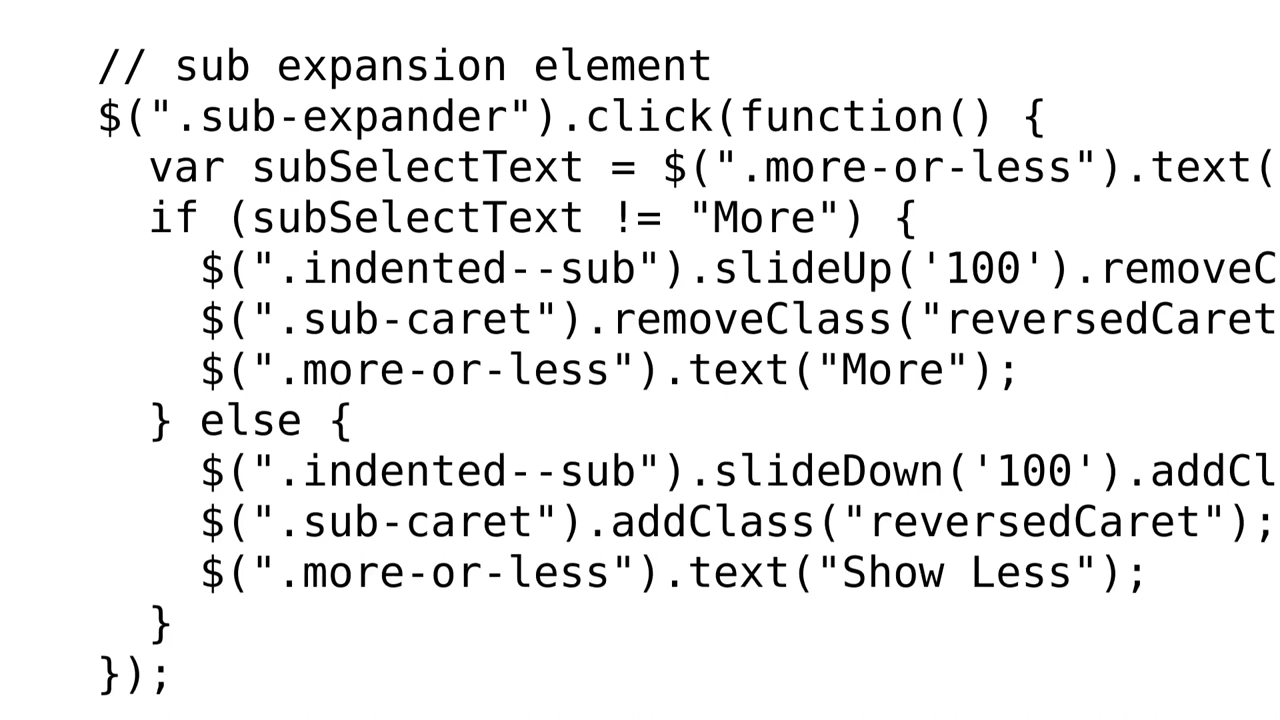 // sub expansion element
$(".sub-expander").click(function() {
var subSelectText = $(".more-or-less").text(
if (subSelectText != "More") {
$(".indented--sub").slideUp('100').removeC
$(".sub-caret").removeClass("reversedCaret
$(".more-or-less").text("More");
} else {
$(".indented--sub").slideDown('100').addCl
$(".sub-caret").addClass("reversedCaret");
$(".more-or-less").text("Show Less");
}
});